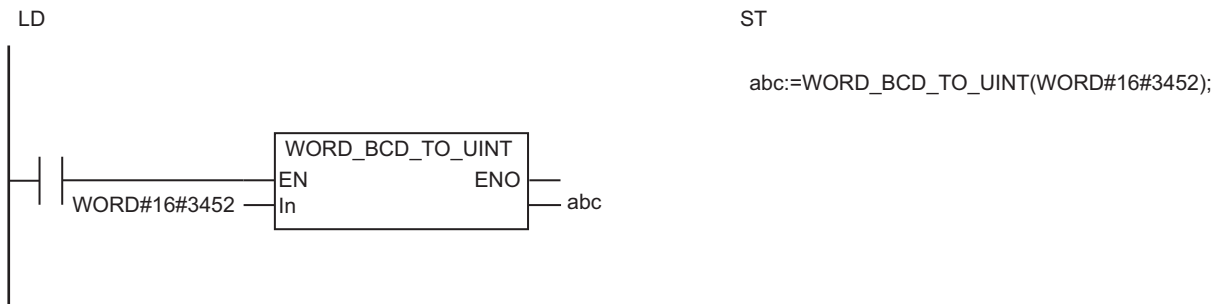 LD
ST
abc:=WORD_BCD_TO_UINT(WORD#16#3452);
WORD_BCD_TO_UINT
EN ENO
WORD#16#3452 In abc